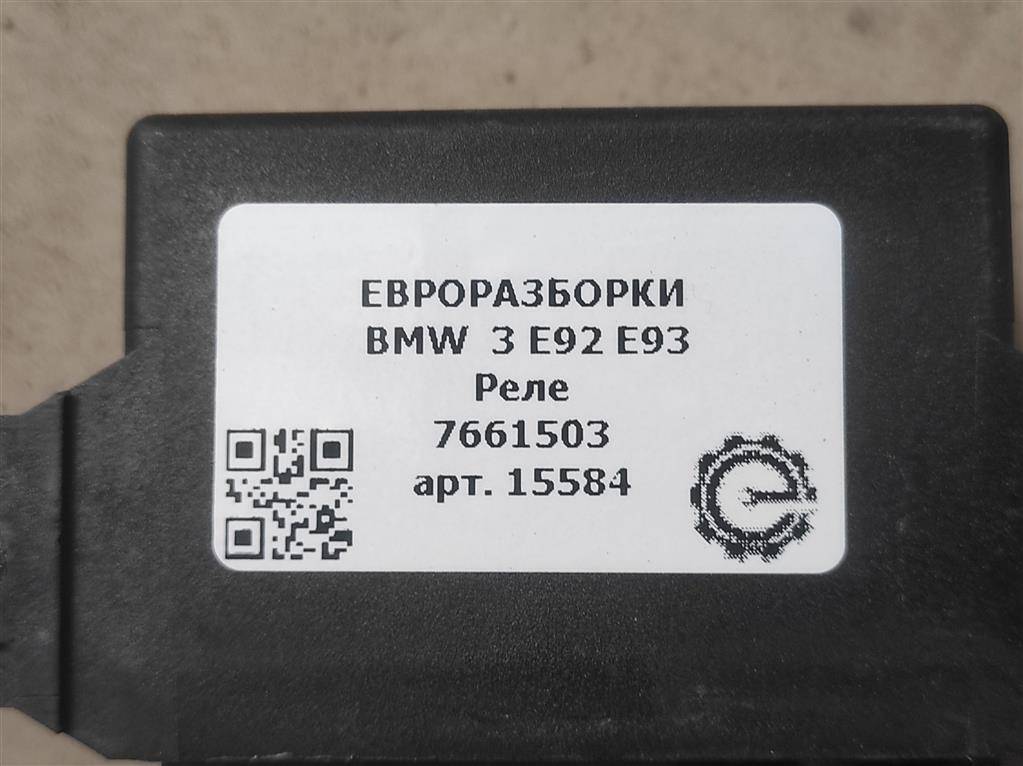 ЕВРОРАЗБОРКИ
BMW 3 E92 E93
Реле
7661503
арт. 15584